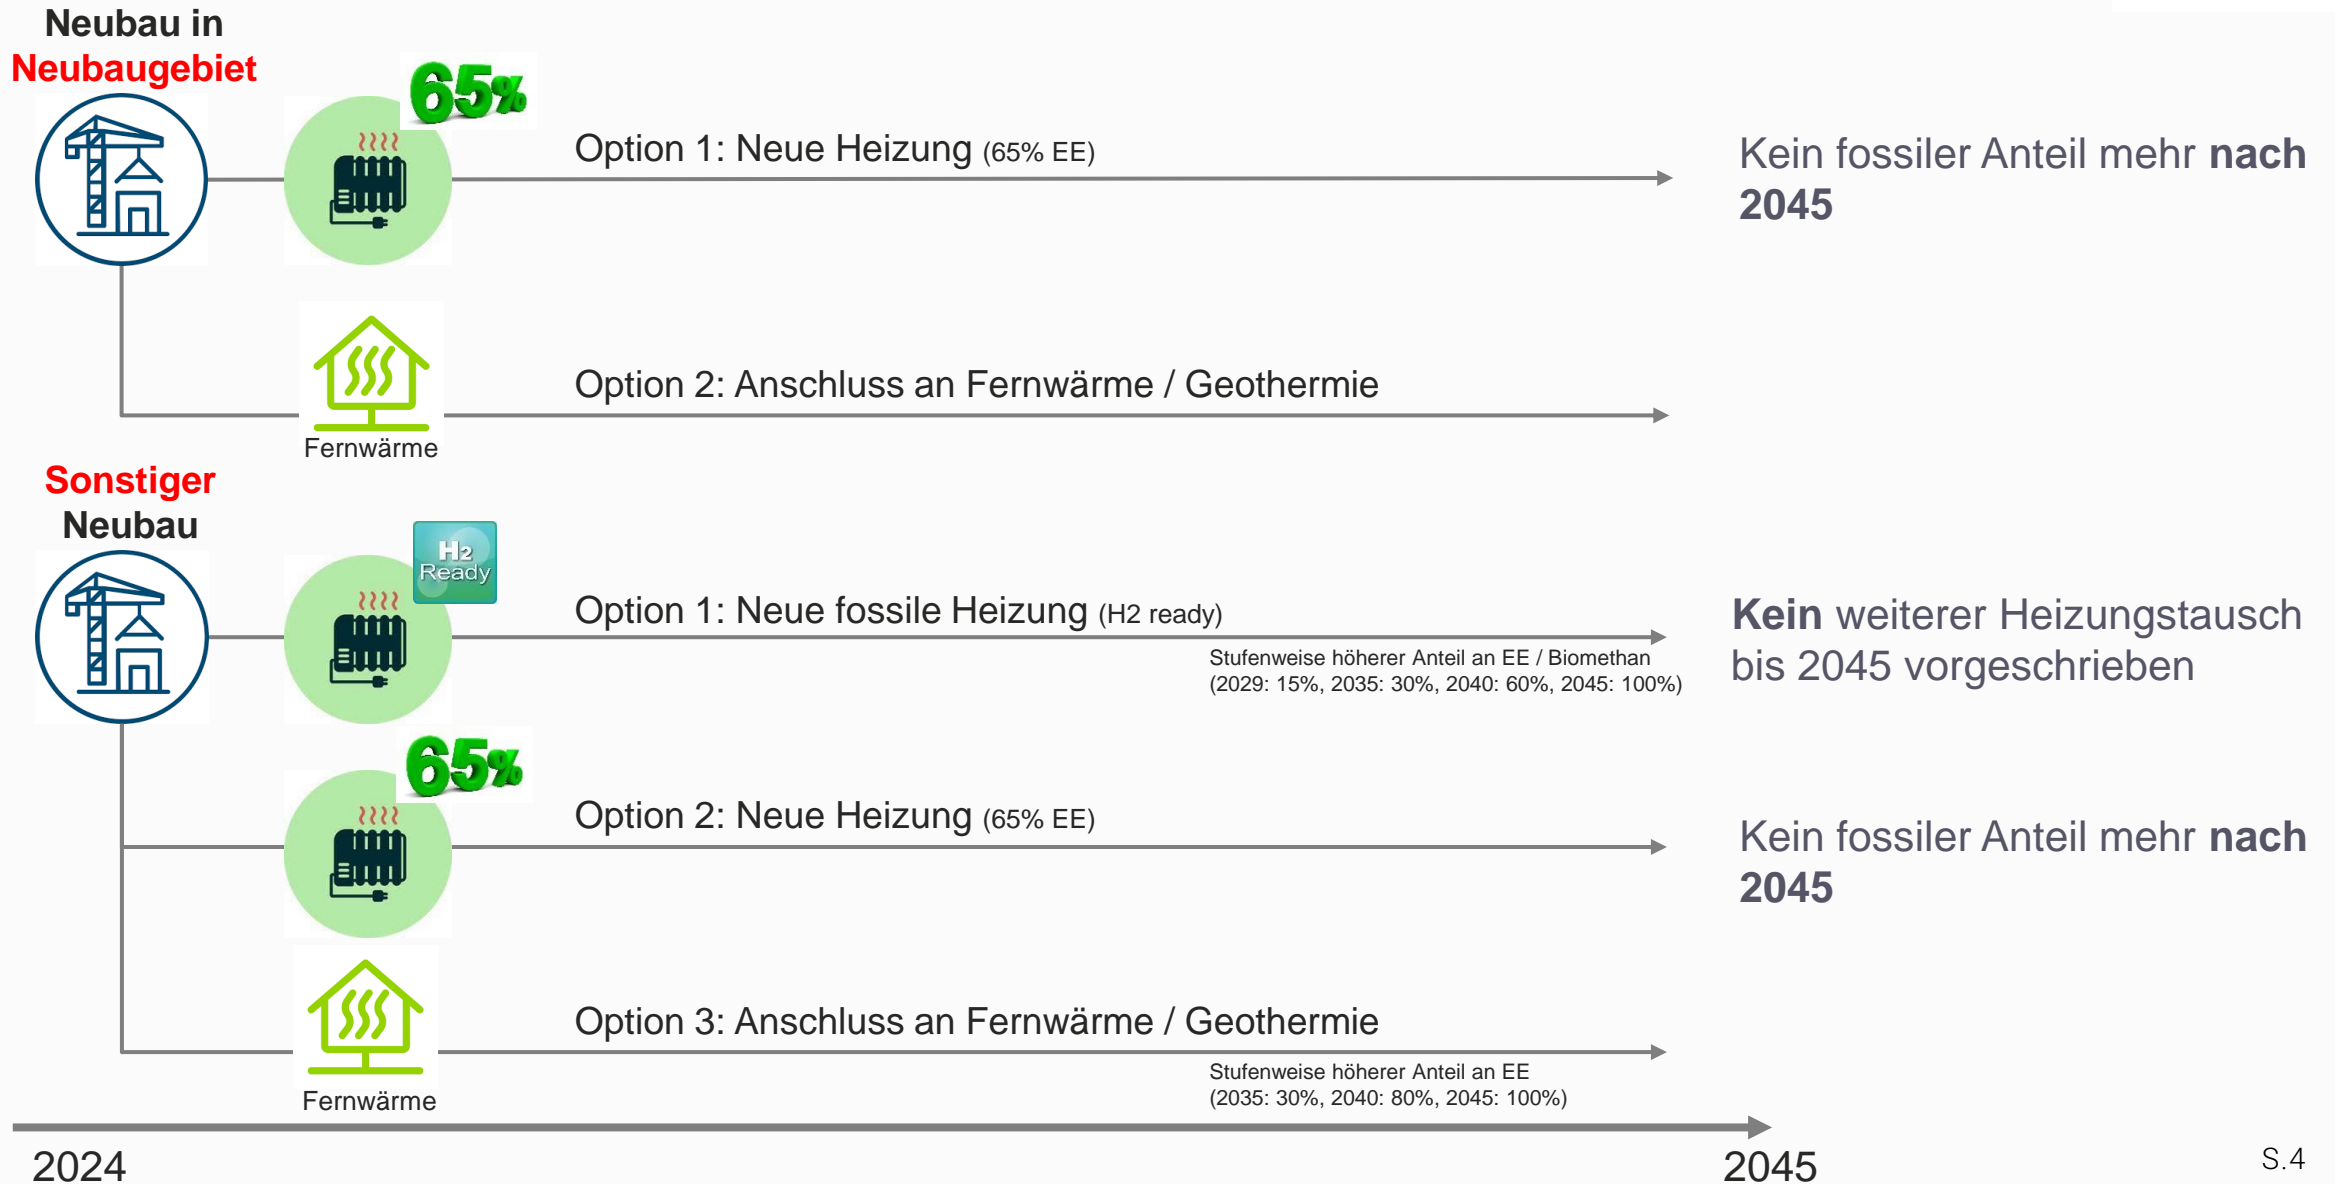 Neubau in
Neubaugebiet
65%
Option 1: Neue Heizung (65% EE)
Kein fossiler Anteil mehr nach
2045
Option 2: Anschluss an Fernwärme / Geothermie
Fernwärme
Sonstiger
Neubau
H2
Ready
Option 1: Neue fossile Heizung (H2 ready)
Stufenweise höherer Anteil an EE / Biomethan
(2029: 15%, 2035: 30%, 2040: 60%, 2045: 100%)
Kein weiterer Heizungstausch
bis 2045 vorgeschrieben
65%
Option 2: Neue Heizung (65% EE)
Kein fossiler Anteil mehr nach
2045
Option 3: Anschluss an Fernwärme / Geothermie
Stufenweise höherer Anteil an EE
(2035: 30%, 2040: 80%, 2045: 100%)
Fernwärme
2024
2045
S.4